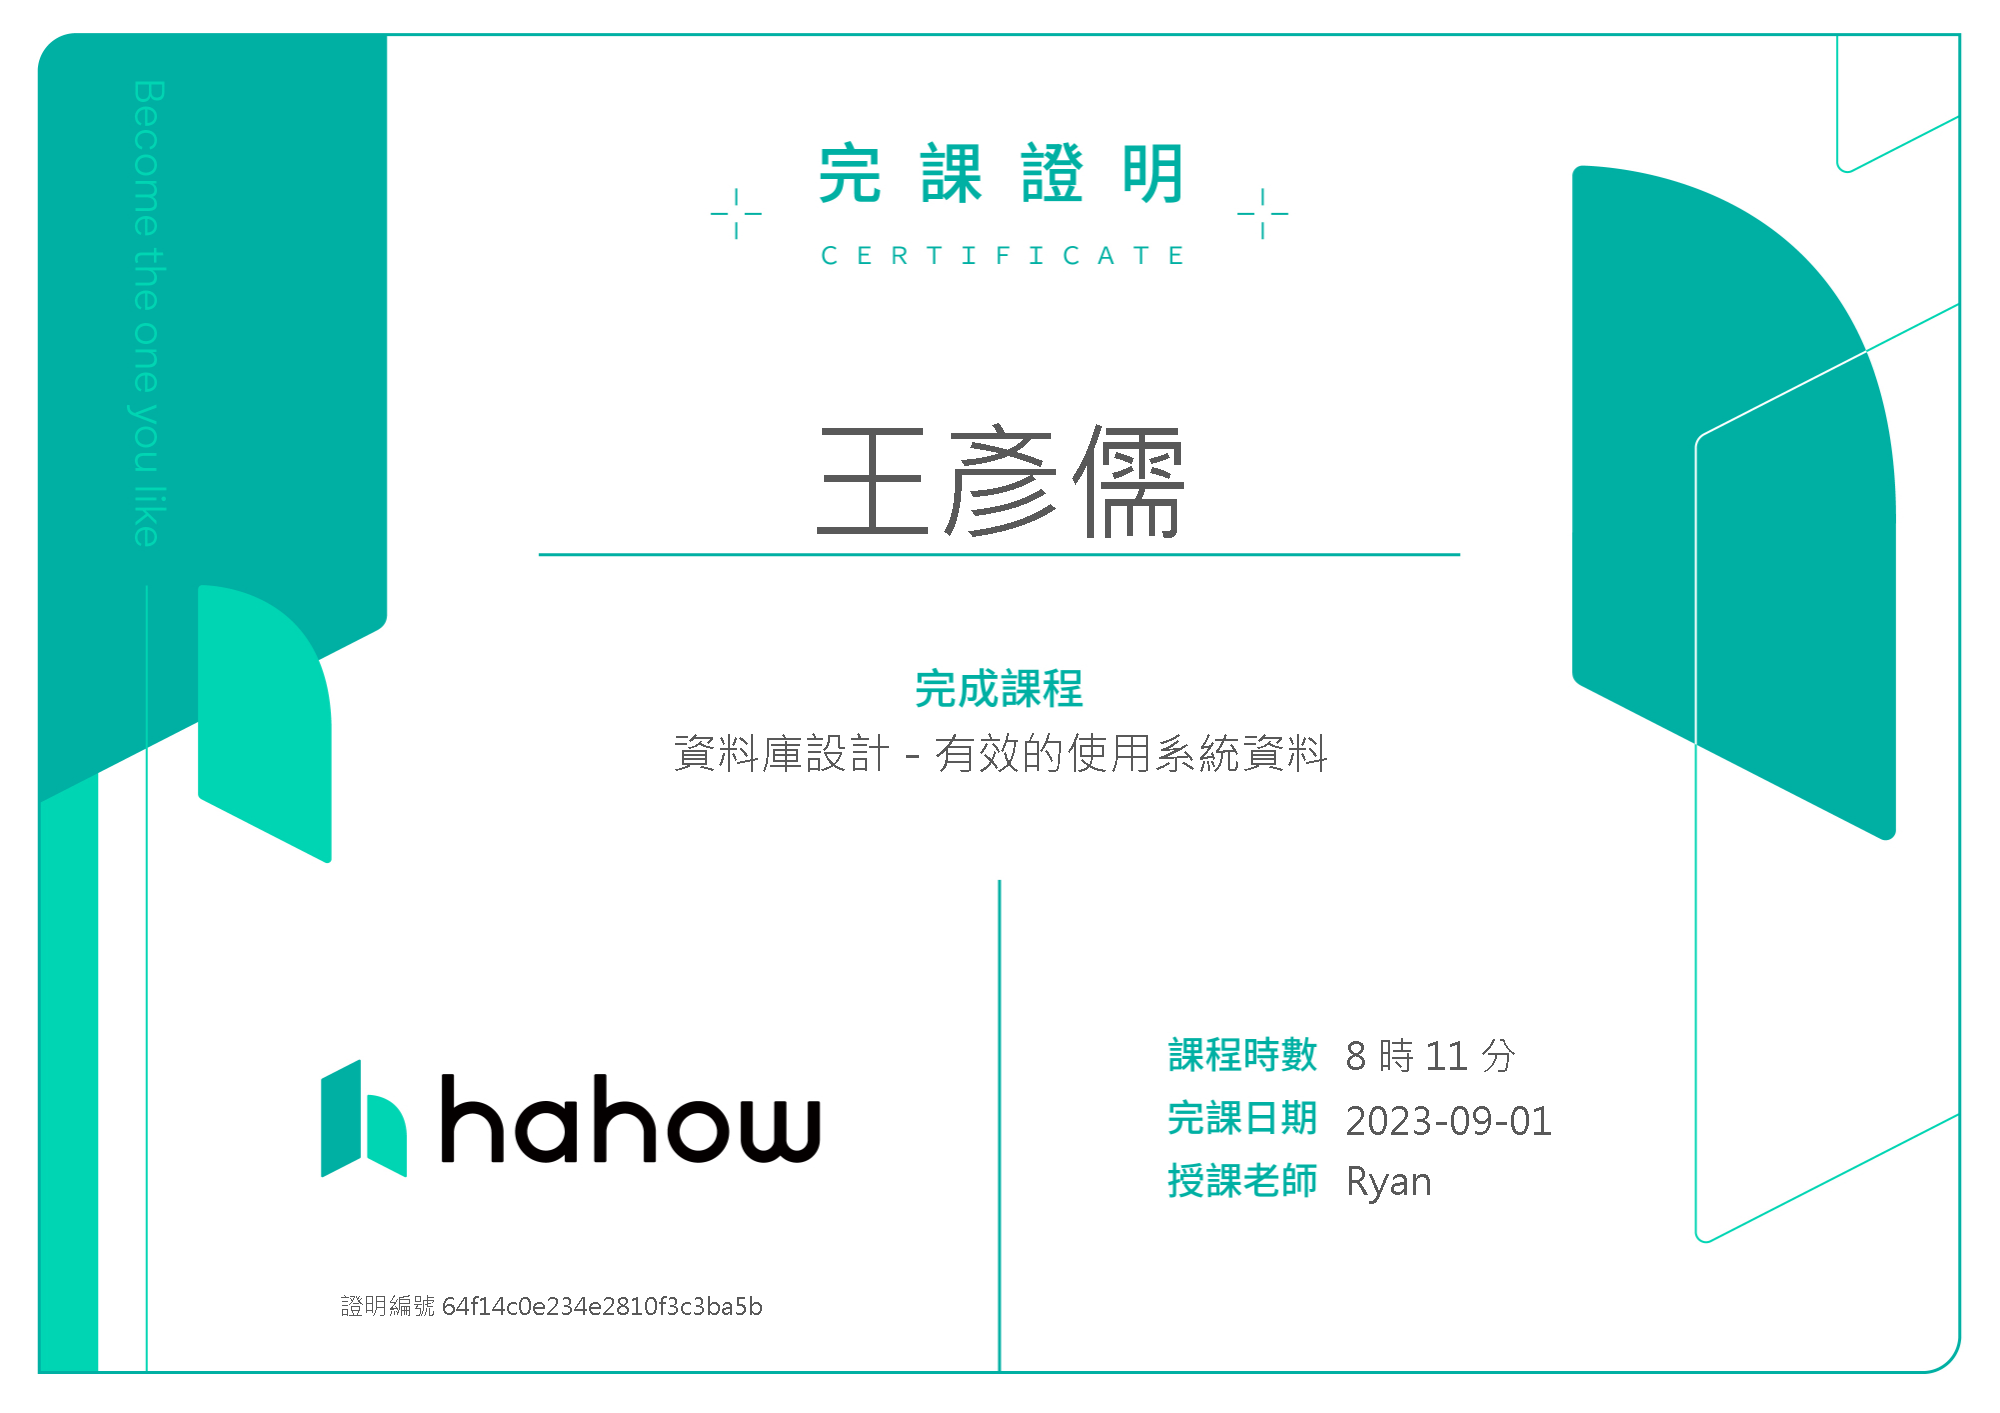 Become the one you like
完課證明
CERTIFICATE
王彥儒
完成課程
資料庫設計 - 有效的使用系統資料
hahow
證明編號 64f14c0e234e2810f3c3ba5b
課程時數 8 時 11 分
完課日期 2023-09-01
授課老師 Ryan